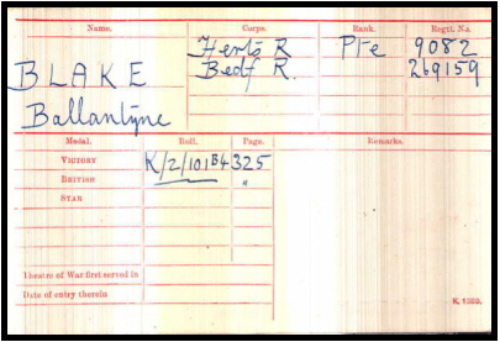 Name. Corps. Rank. Regtl. No.
Herts R Pte 9082
BLAKE Bedf R. 269159
Ballantyne
Medal. Roll. Page. Remarks.
VICTORY K/2/101B4 325
BRITISH "
STAR
Theatre of War first served in
Date of entry therein
K. 1380.